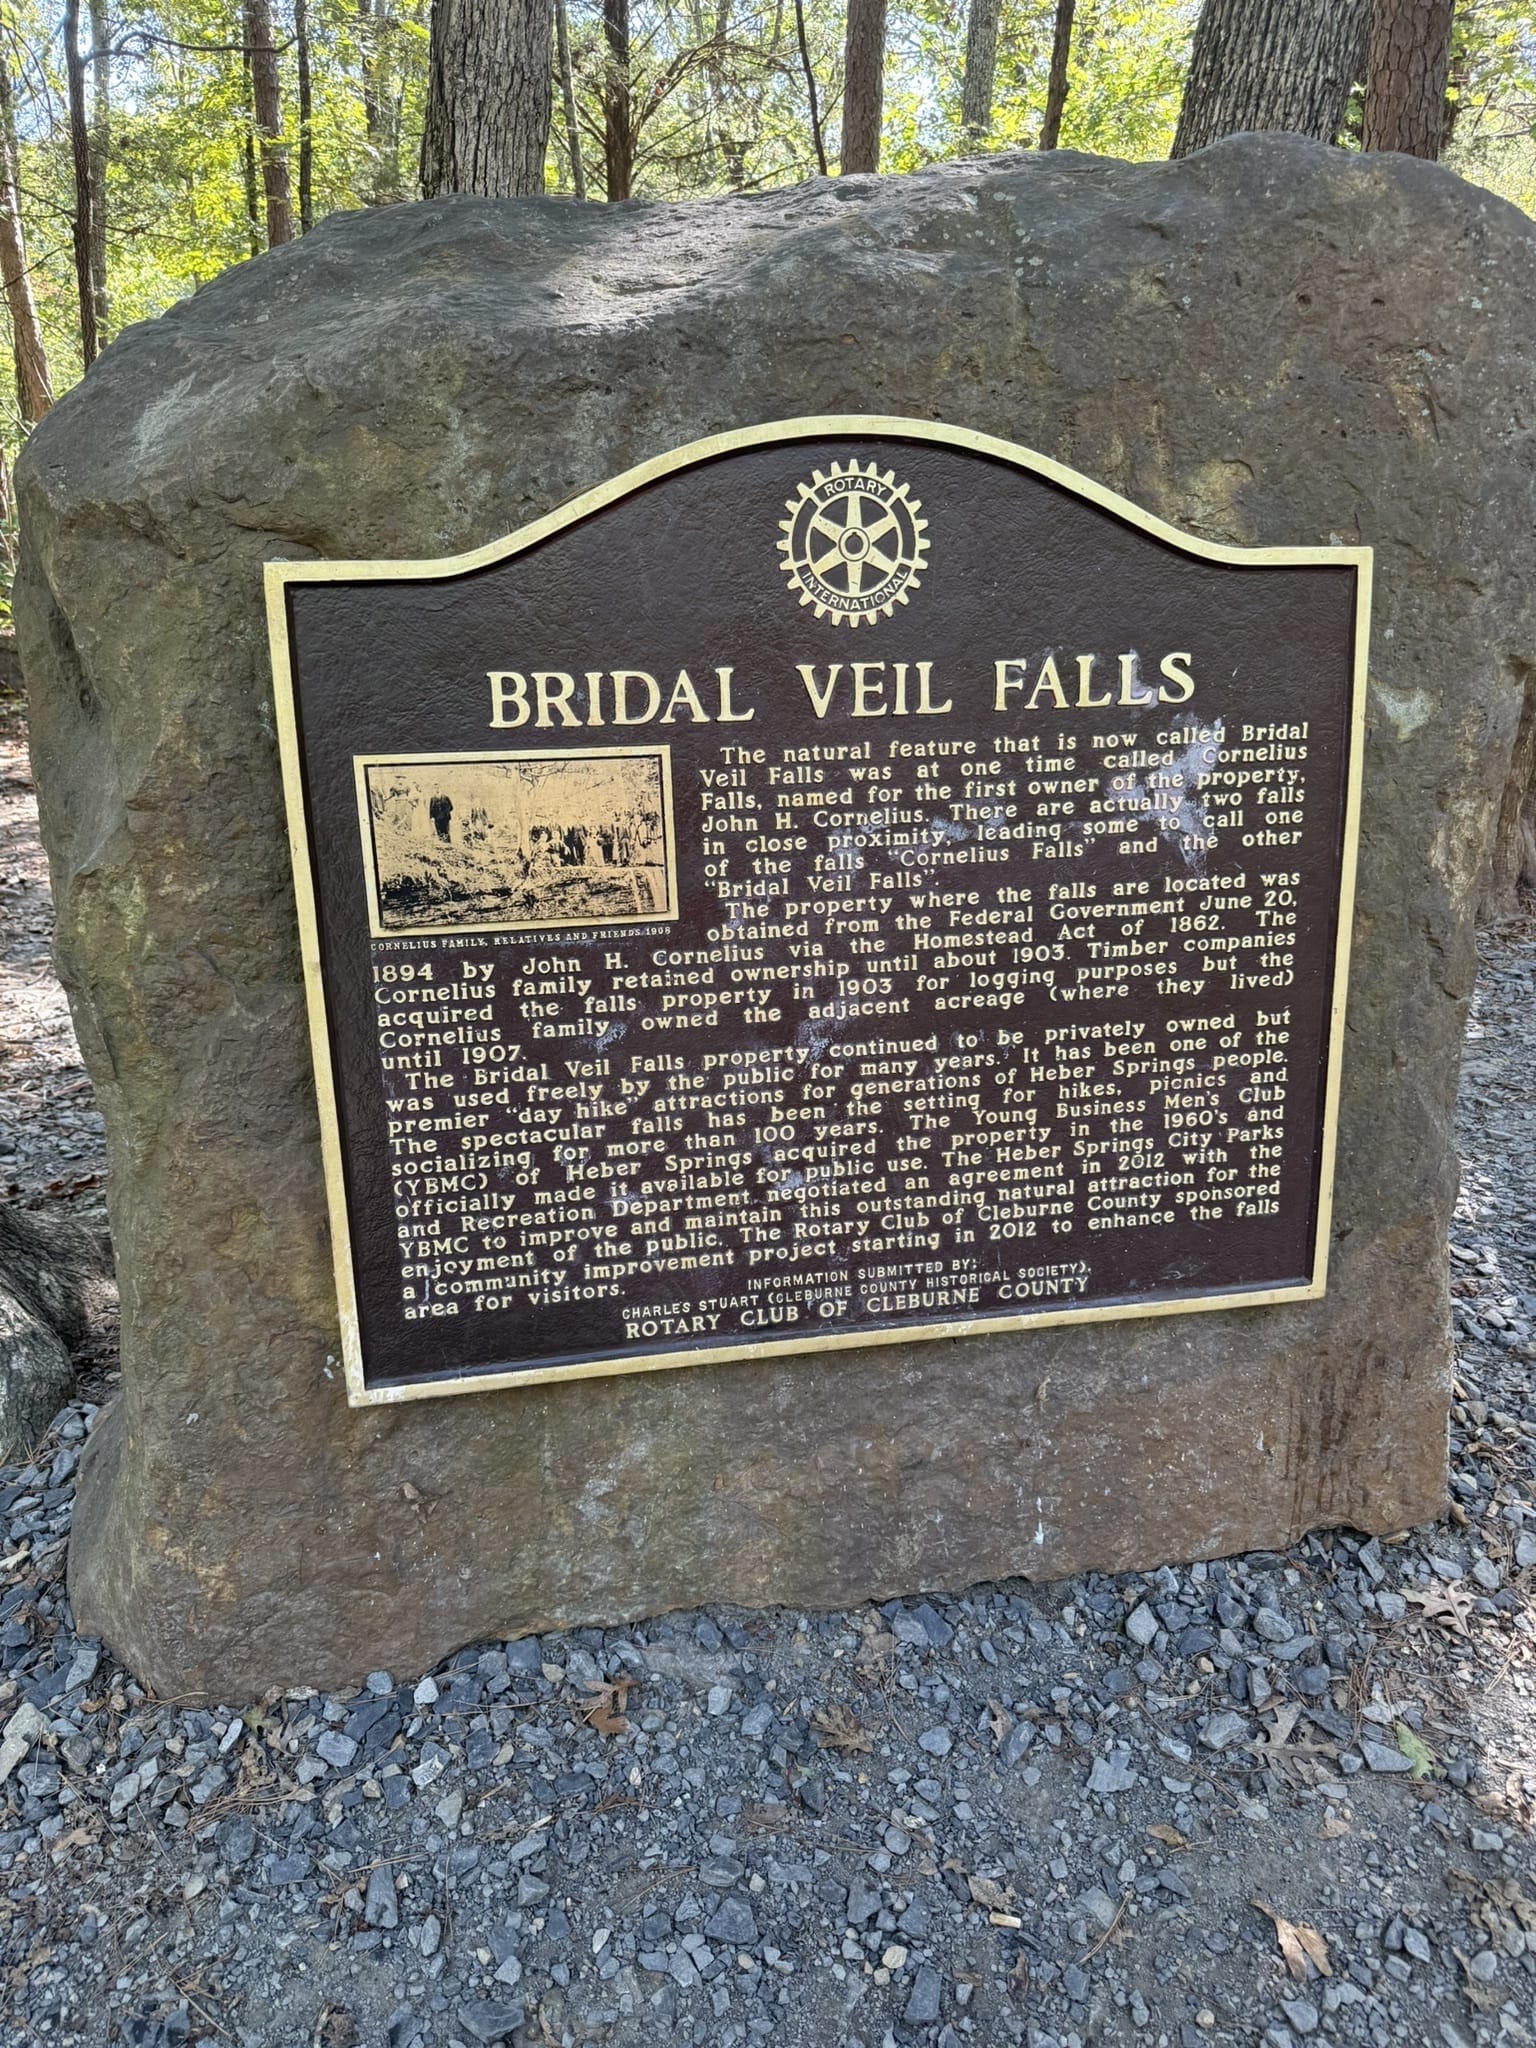 ROTARY
INTERNATIONAL
BRIDAL VEIL FALLS
The natural feature that is now called Bridal
Veil Falls was at one time called Cornelius
Falls, named for the first owner of the property,
John H. Cornelius. There are actually two falls
in close proximity, leading some to call one
of the falls "Cornelius Falls" and the other
"Bridal Veil Falls".
The property where the falls are located was
obtained from the Federal Government June 20,
CORNELIUS FAMILY, RELATIVES AND FRIENDS 1908
1894 by John H. Cornelius via the Homestead Act of 1862. The
Cornelius family retained ownership until about 1903. Timber companies
acquired the falls property in 1903 for logging purposes but the
Cornelius family owned the adjacent acreage (where they lived)
until 1907.
The Bridal Veil Falls property continued to be privately owned but
was used freely by the public for many years. It has been one of the
premier "day hike" attractions for generations of Heber Springs people.
The spectacular falls has been the setting for hikes, picnics and
socializing for more than 100 years. The Young Business Men's Club
(YBMC) of Heber Springs acquired the property in the 1960's and
officially made it available for public use. The Heber Springs City Parks
and Recreation Department negotiated an agreement in 2012 with the
YBMC to improve and maintain this outstanding natural attraction for the
enjoyment of the public. The Rotary Club of Cleburne County sponsored
a community improvement project starting in 2012 to enhance the falls
area for visitors.
INFORMATION SUBMITTED BY:
CHARLES STUART (CLEBURNE COUNTY HISTORICAL SOCIETY).
ROTARY CLUB OF CLEBURNE COUNTY